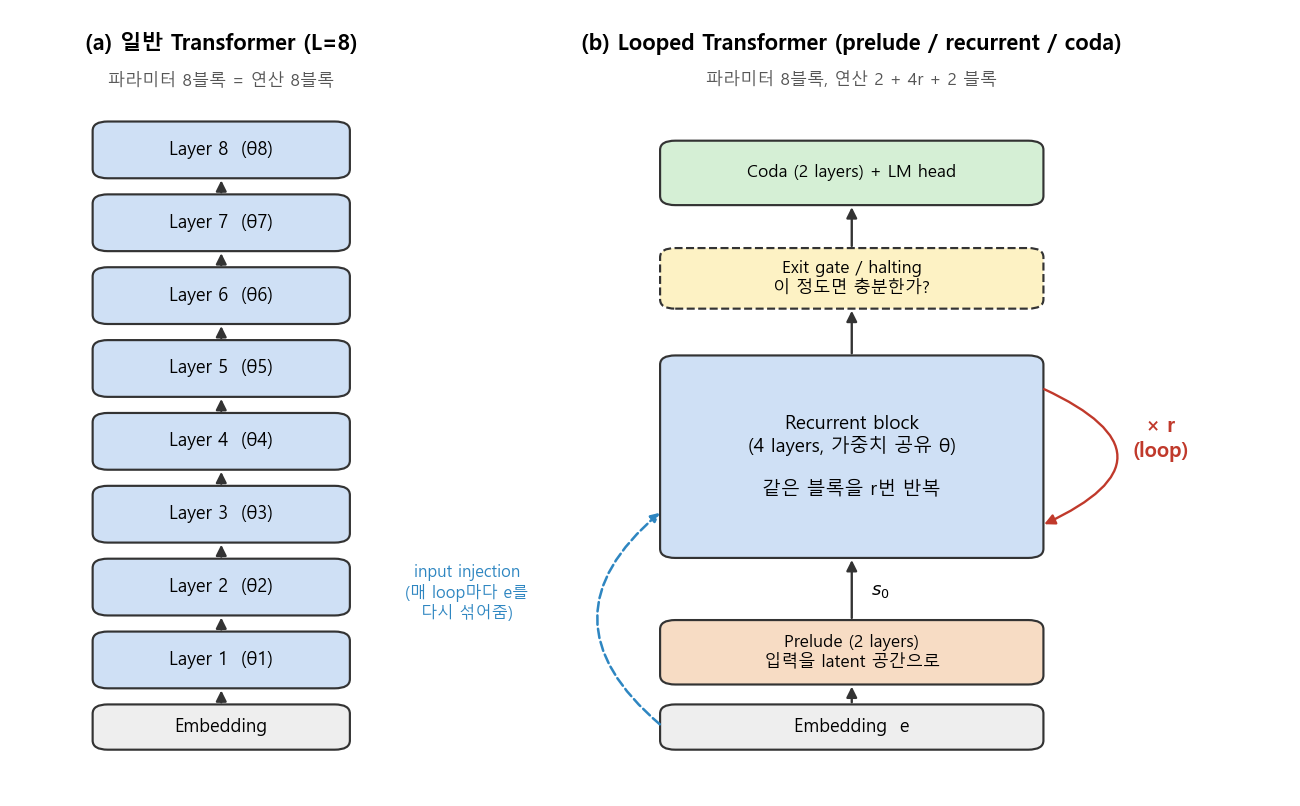 (a) 일반 Transformer (L=8)
파라미터 8블록 = 연산 8블록
Layer 8 (θ8)
Layer 7 (θ7)
Layer 6 (θ6)
Layer 5 (θ5)
Layer 4 (θ4)
Layer 3 (θ3)
Layer 2 (θ2)
Layer 1 (θ1)
Embedding
(b) Looped Transformer (prelude / recurrent / coda)
파라미터 8블록, 연산 2 + 4r + 2 블록
Coda (2 layers) + LM head
Exit gate / halting
이 정도면 충분한가?
Recurrent block
(4 layers, 가중치 공유 θ)
같은 블록을 r번 반복
× r
(loop)
input injection
(매 loop마다 e를
다시 섞어줌)
s₀
Prelude (2 layers)
입력을 latent 공간으로
Embedding e